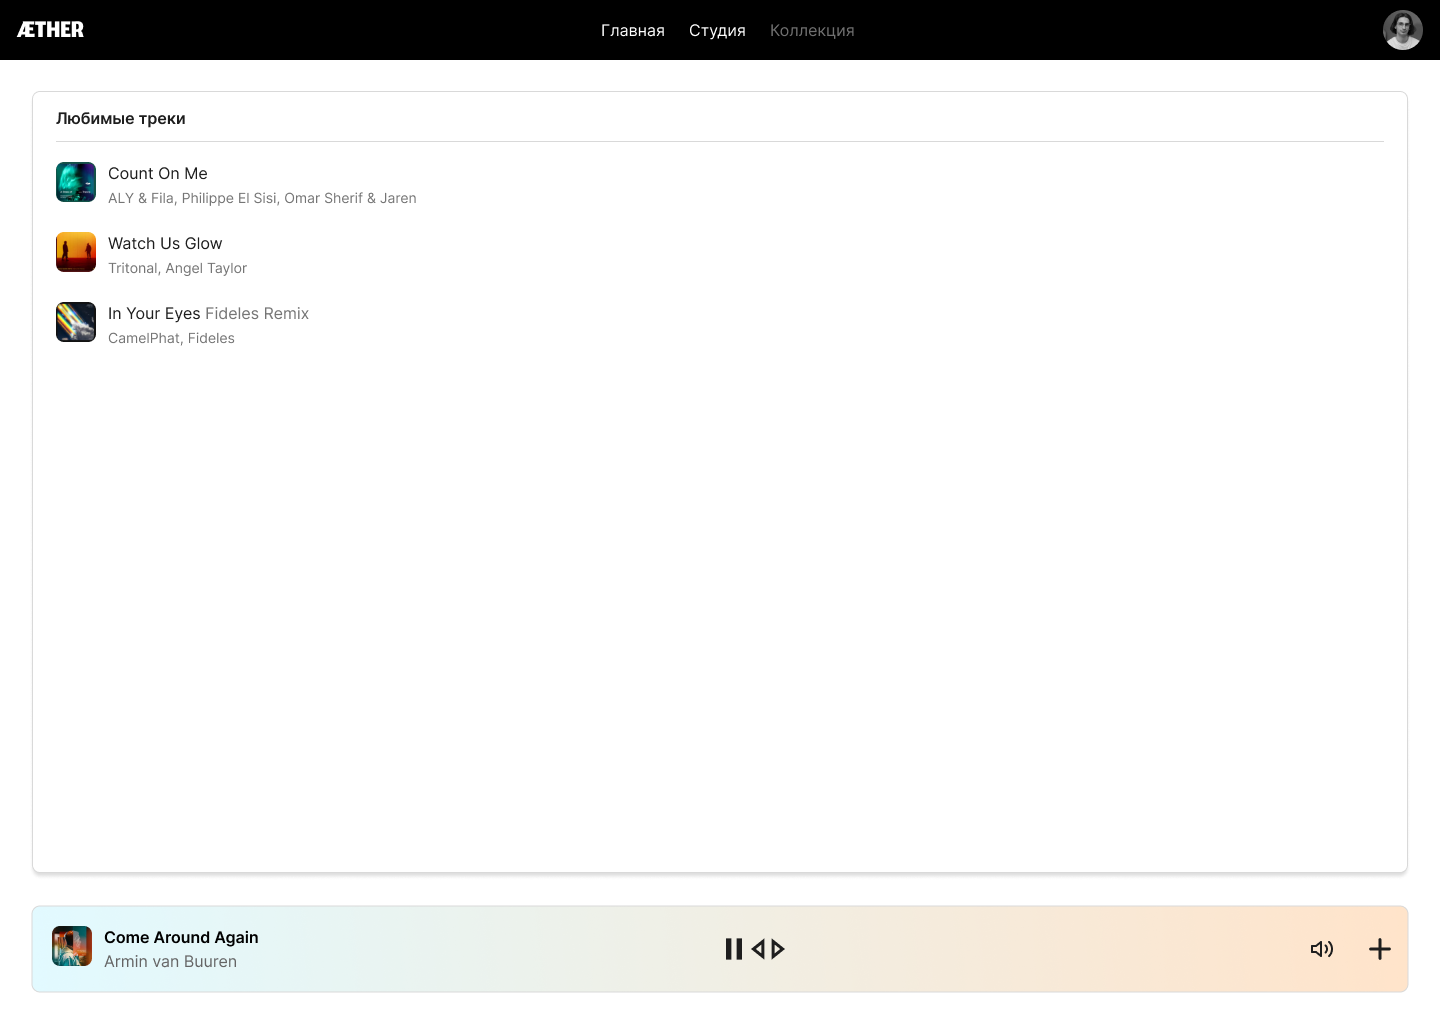 ÆTHER
Главная Студия Коллекция
Любимые треки
Count On Me
ALY & Fila, Philippe El Sisi, Omar Sherif & Jaren
Watch Us Glow
Tritonal, Angel Taylor
In Your Eyes Fideles Remix
CamelPhat, Fideles
Come Around Again
Armin van Buuren